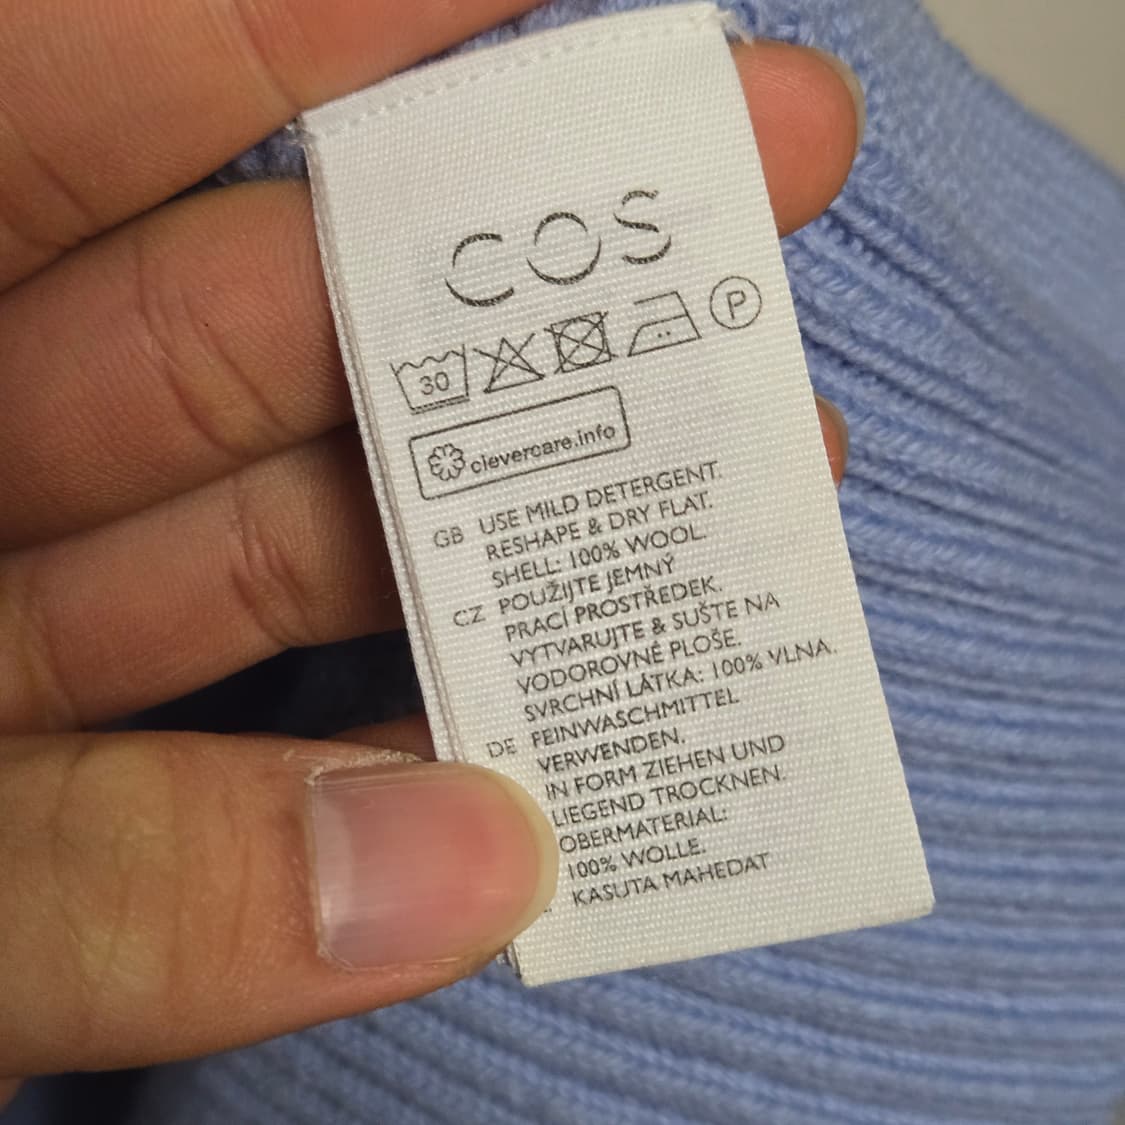 COS
30
P
clevercare.info
GB USE MILD DETERGENT.
RESHAPE & DRY FLAT.
SHELL: 100% WOOL.
CZ POUŽIJTE JEMNÝ
PRACÍ PROSTŘEDEK.
VYTVARUJTE & SUŠTE NA
VODOROVNÉ PLOŠE.
SVRCHNÍ LÁTKA: 100% VLNA.
DE FEINWASCHMITTEL
VERWENDEN.
IN FORM ZIEHEN UND
LIEGEND TROCKNEN.
OBERMATERIAL:
100% WOLLE.
KASUTA MAHEDAT